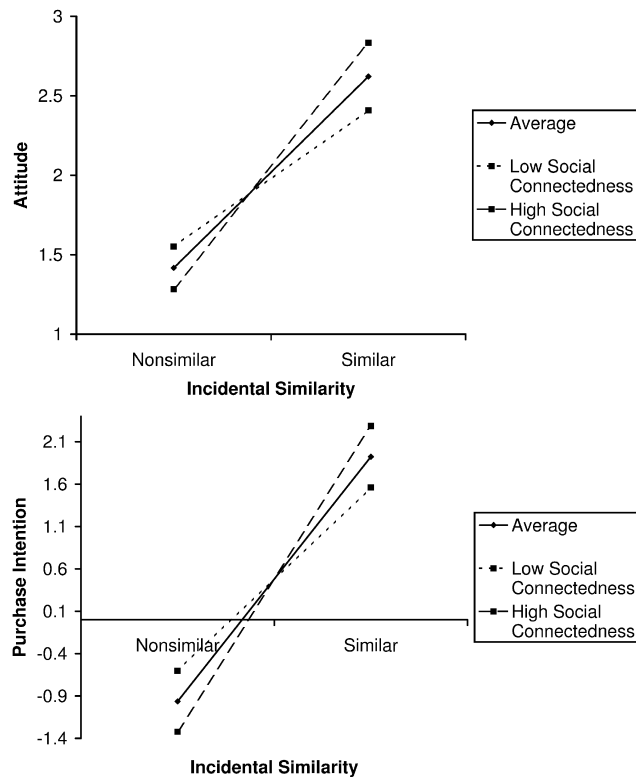 3
2.5
2
1.5
1
Attitude
Nonsimilar
Similar
Incidental Similarity
Average
Low Social
Connectedness
High Social
Connectedness
2.1
1.6
1.1
0.6
0.1
-0.4
-0.9
-1.4
Purchase Intention
Nonsimilar
Similar
Incidental Similarity
Average
Low Social
Connectedness
High Social
Connectedness